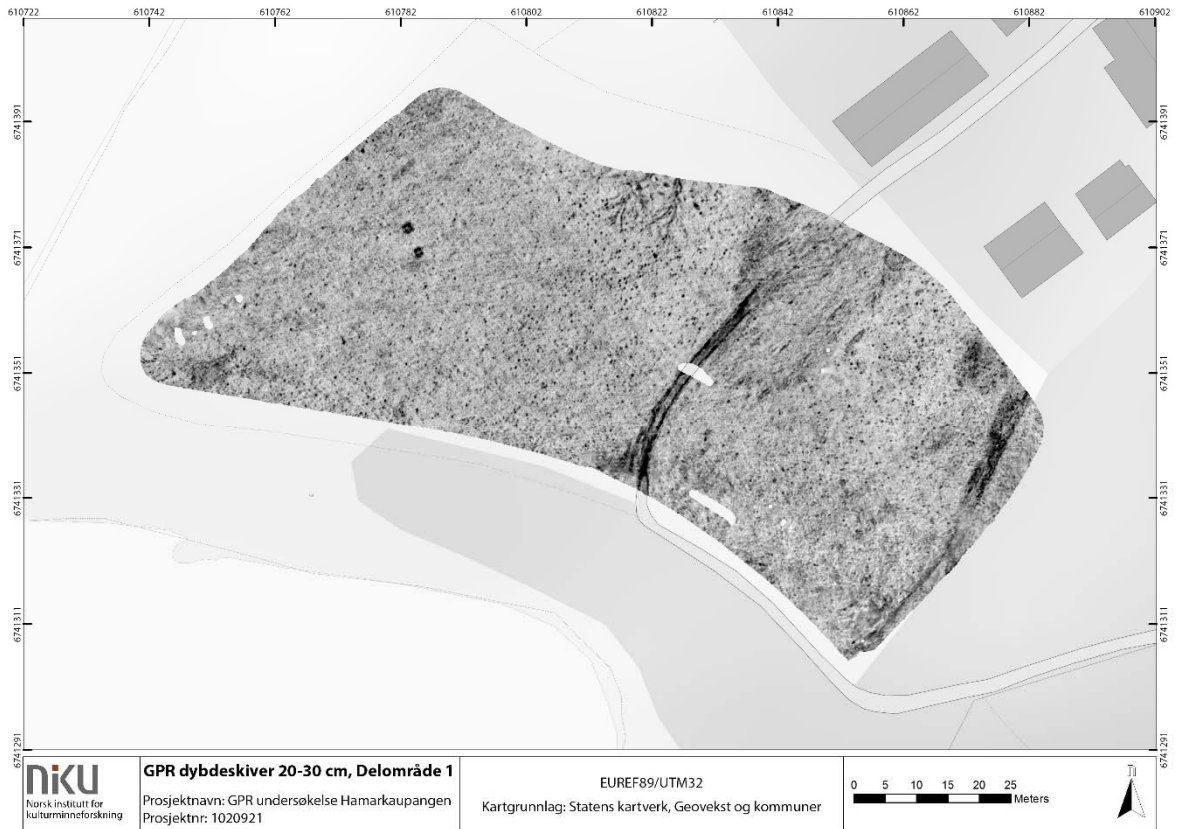 610722 610742 610762 610782 610802 610822 610842 610862 610882 610902
6741391 6741391
6741371 6741371
6741351 6741351
6741331 6741331
6741311 6741311
6741291 6741291
niku
Norsk institutt for
kulturminneforskning
GPR dybdeskiver 20-30 cm, Delområde 1
Prosjektnavn: GPR undersøkelse Hamarkaupangen
Prosjektnr: 1020921
EUREF89/UTM32
Kartgrunnlag: Statens kartverk, Geovekst og kommuner
0 5 10 15 20 25
Meters